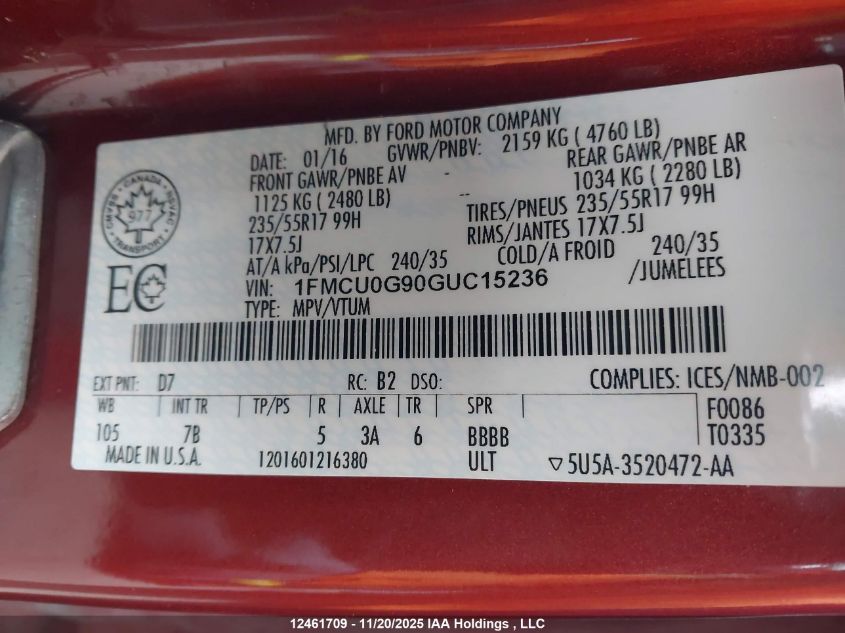 MFD. BY FORD MOTOR COMPANY
DATE: 01/16 GVWR/PNBV: 2159 KG ( 4760 LB)
FRONT GAWR/PNBE AV - REAR GAWR/PNBE AR
1125 KG ( 2480 LB) -- 1034 KG ( 2280 LB)
235/55R17 99H TIRES/PNEUS 235/55R17 99H
17X7.5J RIMS/JANTES 17X7.5J
AT/A kPa/PSI/LPC 240/35 COLD/A FROID 240/35
VIN: 1FMCU0G90GUC15236 /JUMELEES
TYPE: MPV/VTUM
CMVSS CANADA NSVAC
977
TRANSPORT
EC
EXT PNT: D7 RC: B2 DSO: COMPLIES: ICES/NMB-002
WB | INT TR | TP/PS | R | AXLE | TR | SPR | F0086
105 7B 5 3A 6 BBBB T0335
MADE IN U.S.A. 1201601216380 ULT ▽5U5A-3520472-AA
12461709 - 11/20/2025 IAA Holdings , LLC